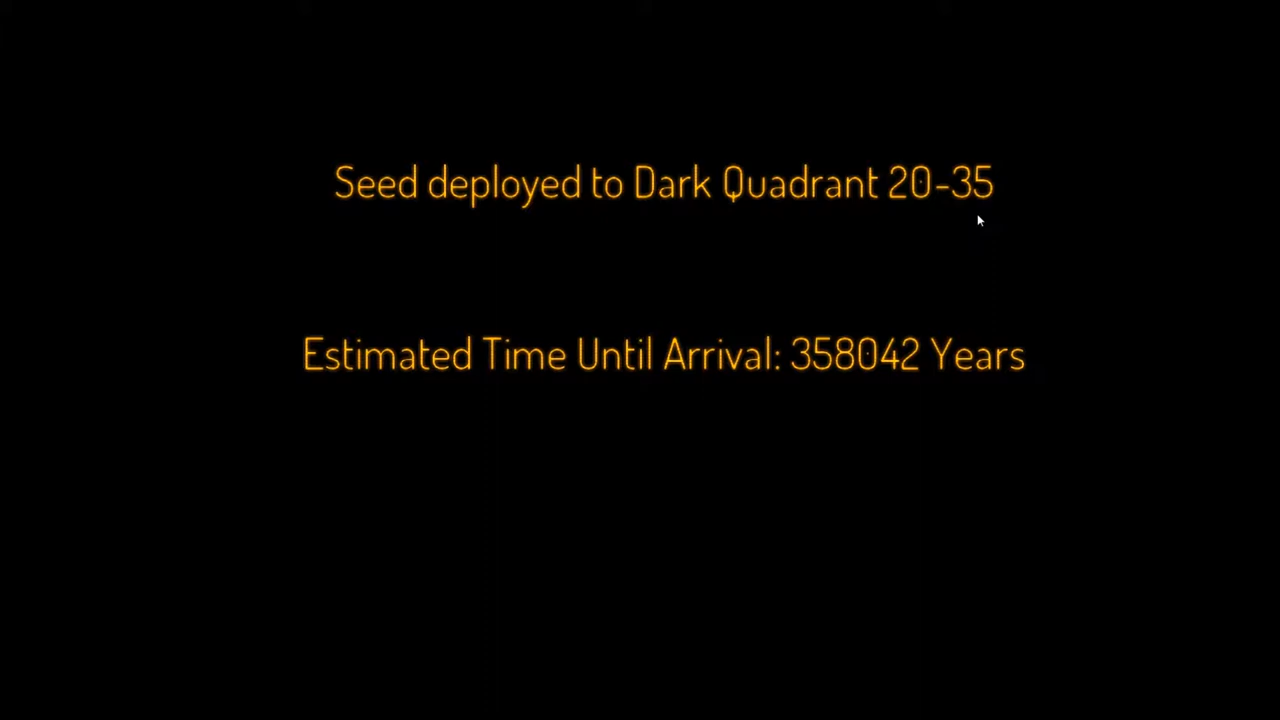 Seed deployed to Dark Quadrant 20-35
Estimated Time Until Arrival: 358042 Years